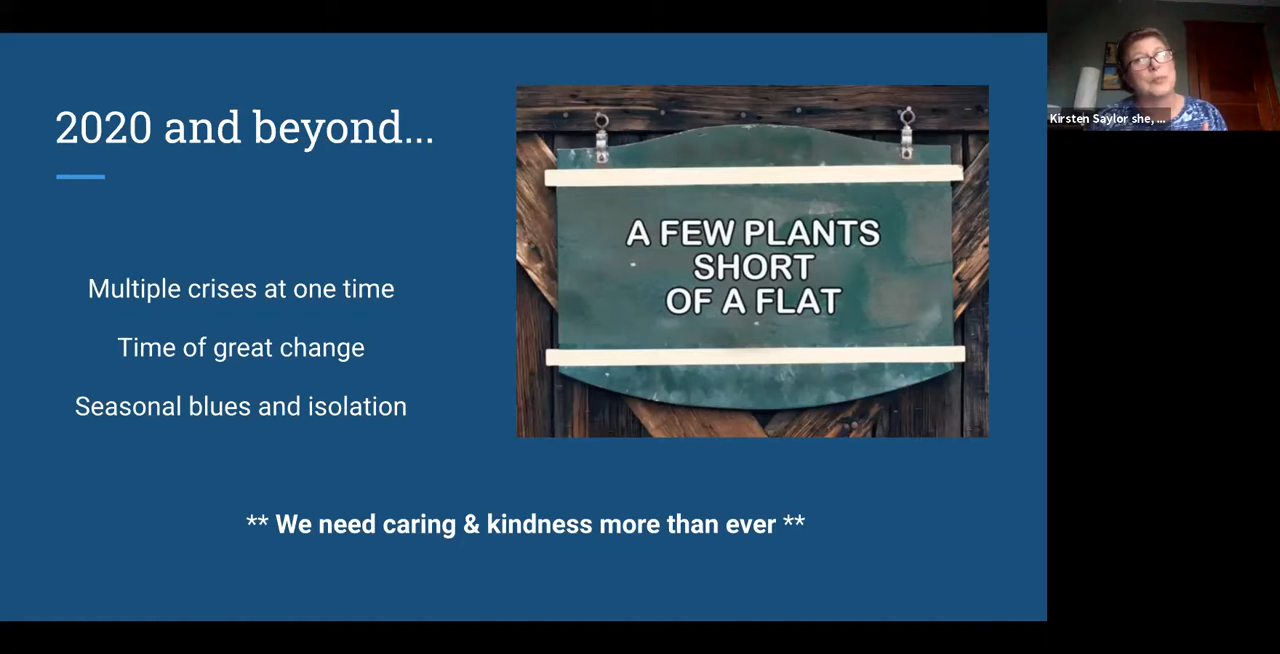 2020 and beyond...
Multiple crises at one time
Time of great change
Seasonal blues and isolation
A FEW PLANTS
SHORT
OF A FLAT
** We need caring & kindness more than ever **
Kirsten Saylor she, ...